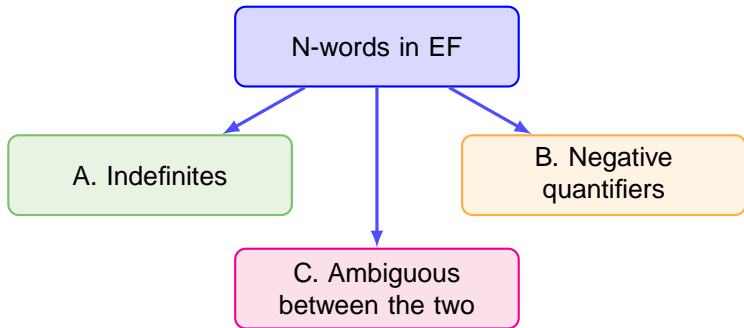 N-words in EF
A. Indefinites
B. Negative
quantifiers
C. Ambiguous
between the two